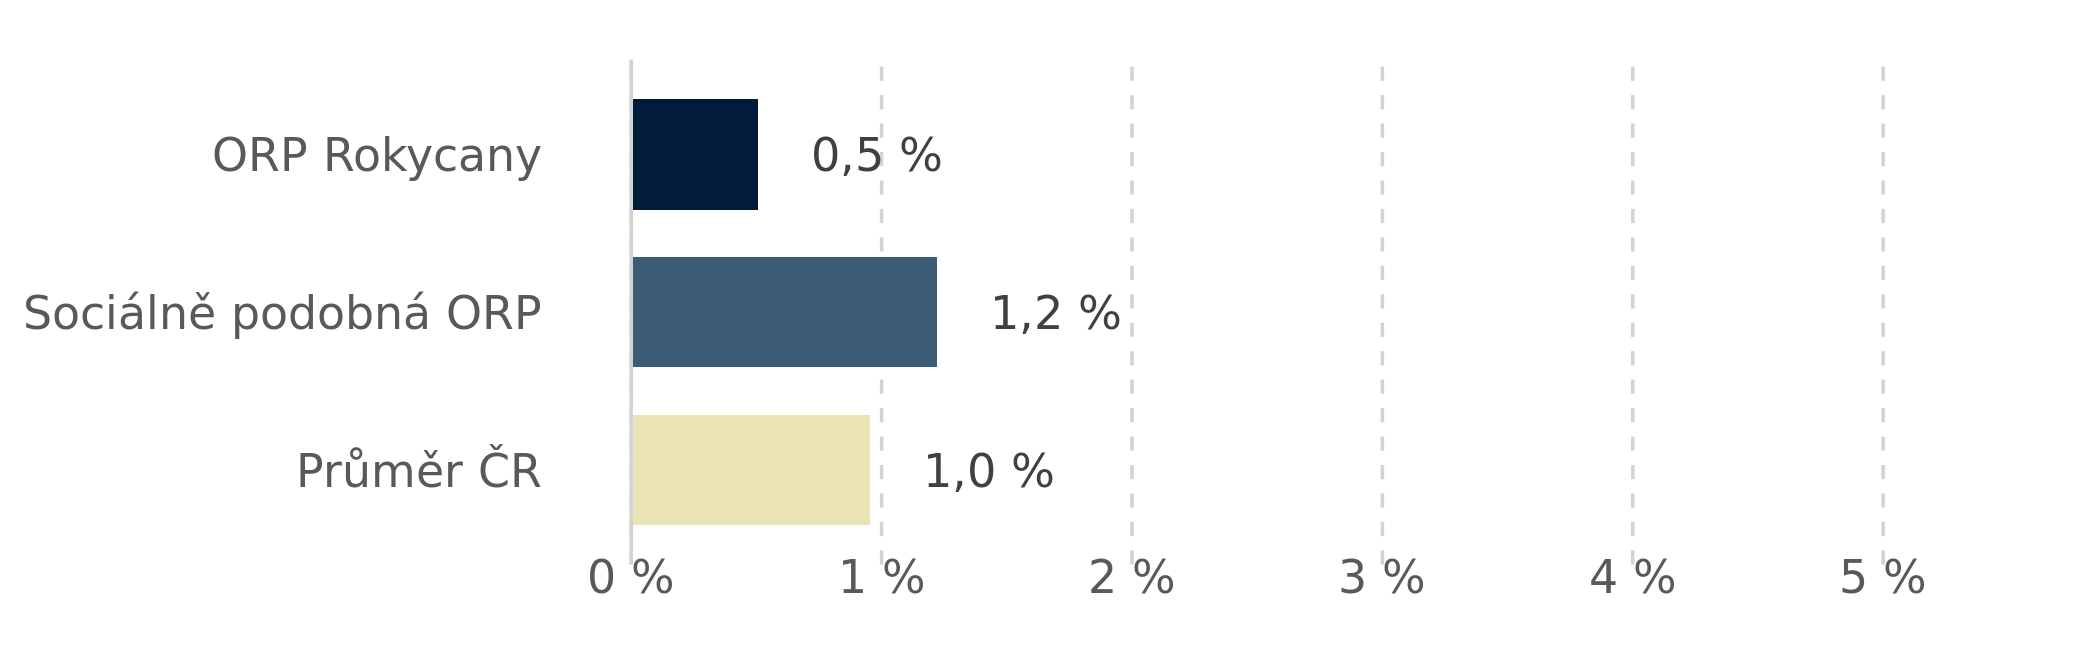 ORP Rokycany 0,5 %
Sociálně podobná ORP 1,2 %
Průměr ČR 1,0 %
0 % 1 % 2 % 3 % 4 % 5 %